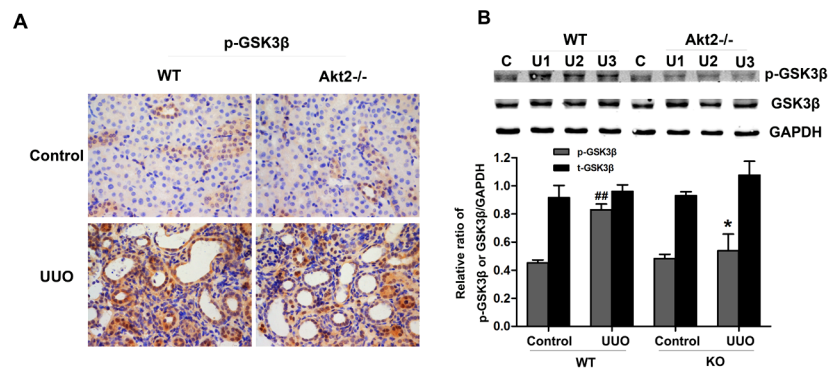 A
p-GSK3β
WT Akt2-/-
Control
UUO
B
WT Akt2-/-
C U1 U2 U3 C U1 U2 U3
p-GSK3β
GSK3β
GAPDH
p-GSK3β
t-GSK3β
Relative ratio of
p-GSK3β or GSK3β/GAPDH
1.2
1.0
0.8
0.6
0.4
0.2
0
##
*
Control UUO Control UUO
WT KO